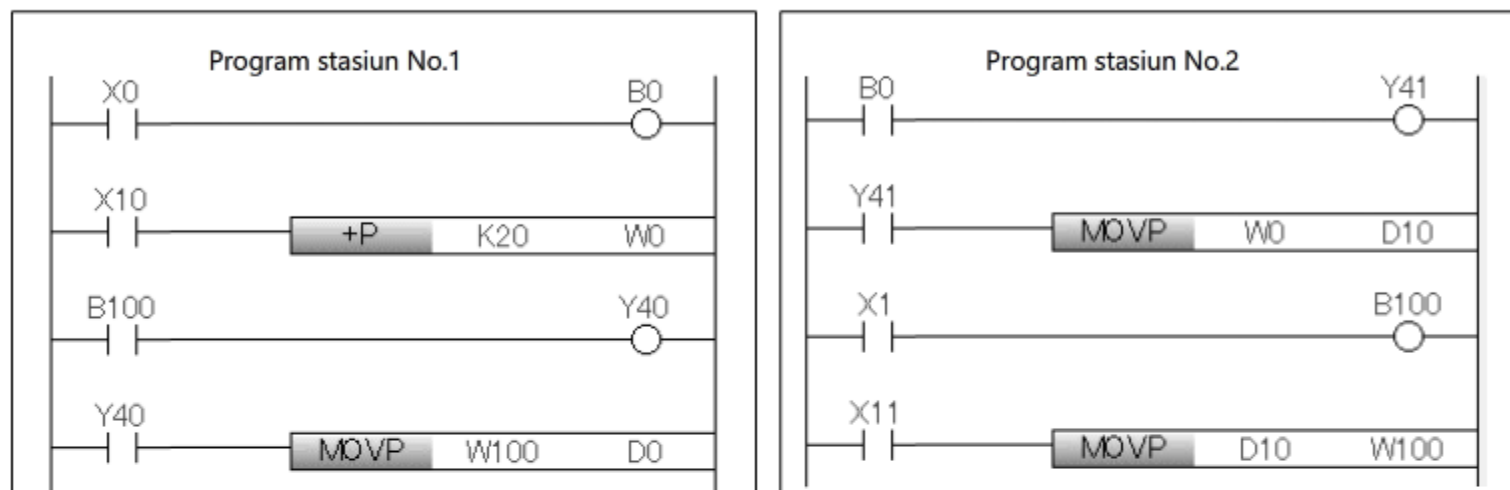 Program stasiun No.1
X0 B0
X10
+P K20 W0
B100 Y40
Y40
MOVP W100 D0
Program stasiun No.2
B0 Y41
Y41
MOVP W0 D10
X1 B100
X11
MOVP D10 W100